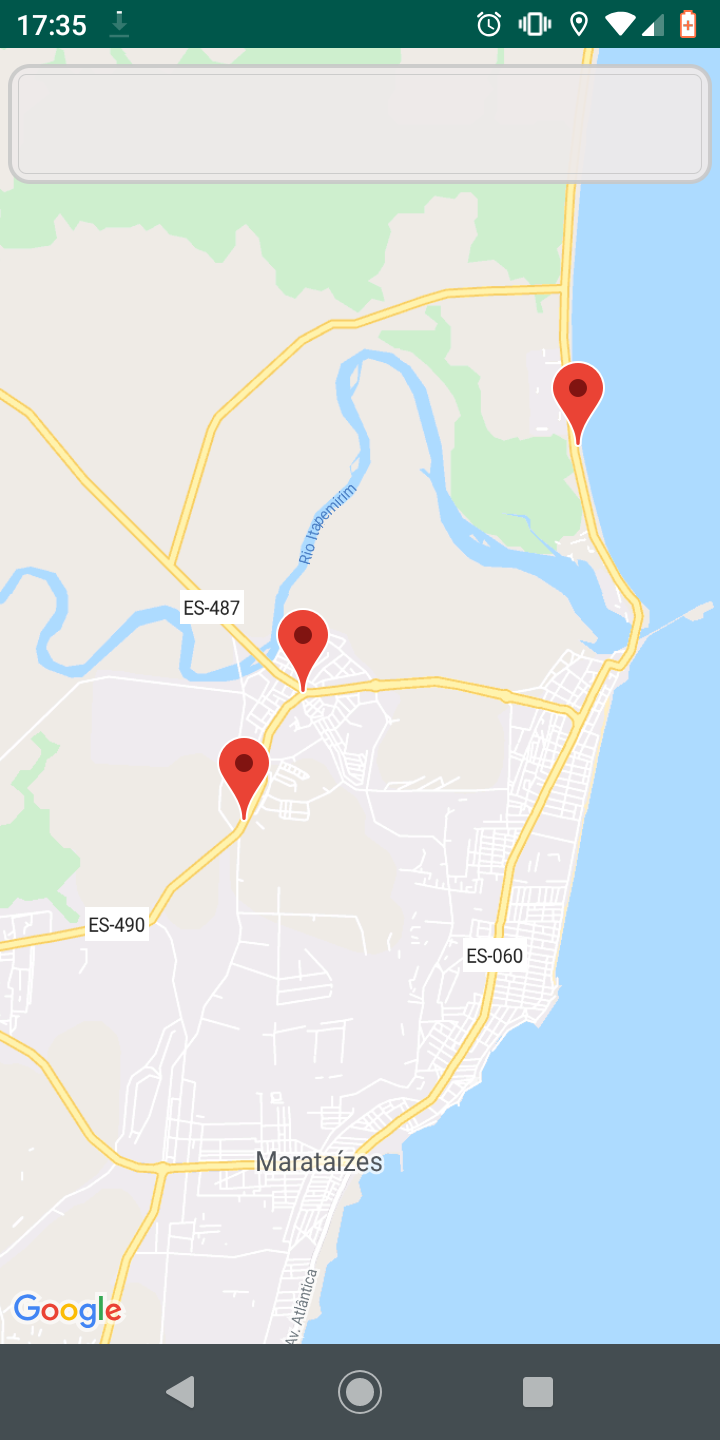 17:35
Rio Itapemirim
ES-487
ES-490
ES-060
Marataízes
Av. Atlântica
Google